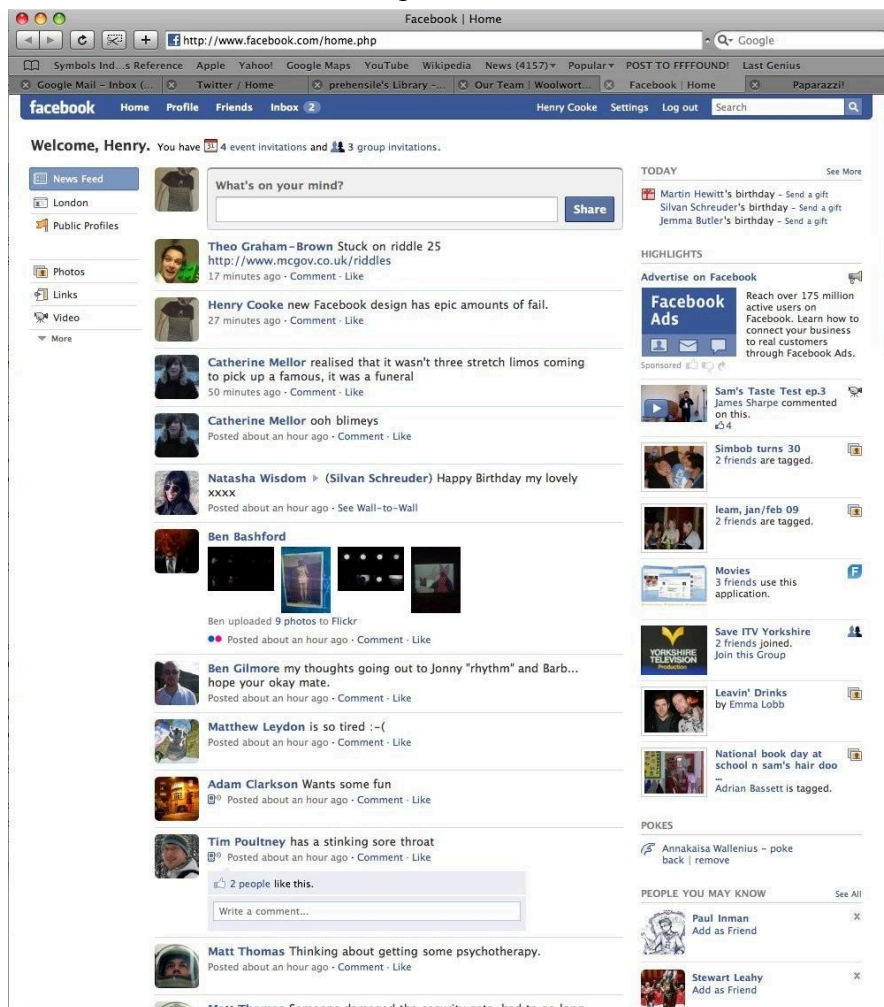 Facebook | Home
http://www.facebook.com/home.php
Google
Symbols Ind...s Reference Apple Yahoo! Google Maps YouTube Wikipedia News (4157) Popular POST TO FFFFOUND! Last Genius
Google Mail – Inbox (... Twitter / Home prehensile's Library –... Our Team | Woolwort... Facebook | Home Paparazzi!
facebook Home Profile Friends Inbox 2 Henry Cooke Settings Log out Search
Welcome, Henry. You have 31 4 event invitations and 3 group invitations.
News Feed
London
Public Profiles
Photos
Links
Video
More
What's on your mind?
Share
Theo Graham-Brown Stuck on riddle 25
http://www.mcgov.co.uk/riddles
17 minutes ago · Comment · Like
Henry Cooke new Facebook design has epic amounts of fail.
27 minutes ago · Comment · Like
Catherine Mellor realised that it wasn't three stretch limos coming
to pick up a famous, it was a funeral
50 minutes ago · Comment · Like
Catherine Mellor ooh blimeys
Posted about an hour ago · Comment · Like
Natasha Wisdom (Silvan Schreuder) Happy Birthday my lovely
xxxx
Posted about an hour ago · See Wall-to-Wall
Ben Bashford
Ben uploaded 9 photos to Flickr
Posted about an hour ago · Comment · Like
Ben Gilmore my thoughts going out to Jonny "rhythm" and Barb...
hope your okay mate.
Posted about an hour ago · Comment · Like
Matthew Leydon is so tired :-(
Posted about an hour ago · Comment · Like
Adam Clarkson Wants some fun
Posted about an hour ago · Comment · Like
Tim Poultney has a stinking sore throat
Posted about an hour ago · Comment · Like
2 people like this.
Write a comment...
Matt Thomas Thinking about getting some psychotherapy.
Posted about an hour ago · Comment · Like
TODAY See More
Martin Hewitt's birthday – Send a gift
Silvan Schreuder's birthday – Send a gift
Jemma Butler's birthday – Send a gift
HIGHLIGHTS
Advertise on Facebook
Facebook
Ads
Reach over 175 million
active users on
Facebook. Learn how to
connect your business
to real customers
through Facebook Ads.
Sponsored
Sam's Taste Test ep.3
James Sharpe commented
on this.
4
Simbob turns 30
2 friends are tagged.
leam, jan/feb 09
2 friends are tagged.
Movies
3 friends use this
application.
YORKSHIRE
TELEVISION
Production
Save ITV Yorkshire
2 friends joined.
Join this Group
Leavin' Drinks
by Emma Lobb
National book day at
school n sam's hair doo
...
Adrian Bassett is tagged.
POKES
Annakaisa Wallenius – poke
back | remove
PEOPLE YOU MAY KNOW See All
Paul Inman
Add as Friend
Stewart Leahy
Add as Friend